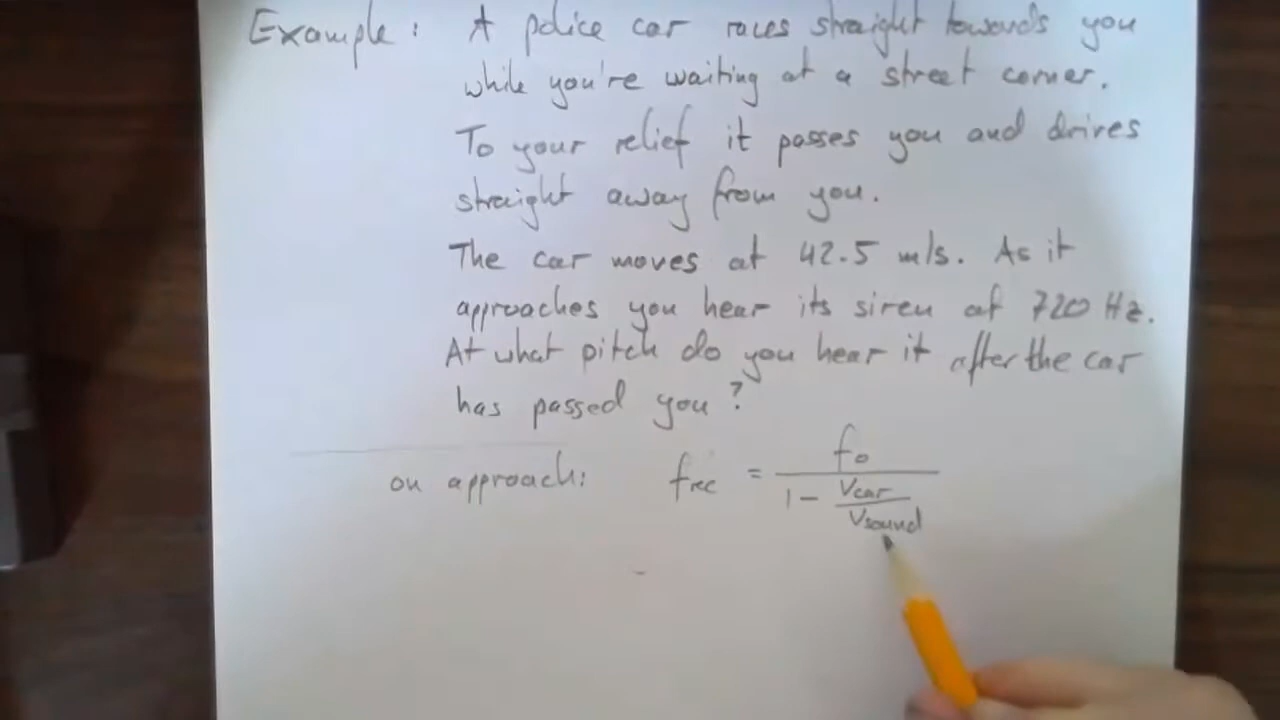 Example: A police car races straight towards you
while you're waiting at a street corner.
To your relief it passes you and drives
straight away from you.
The car moves at 42.5 m/s. As it
approaches you hear its siren at 720 Hz.
At what pitch do you hear it after the car
has passed you?
on approach: frec = f0 / (1 - vcar / vsound)